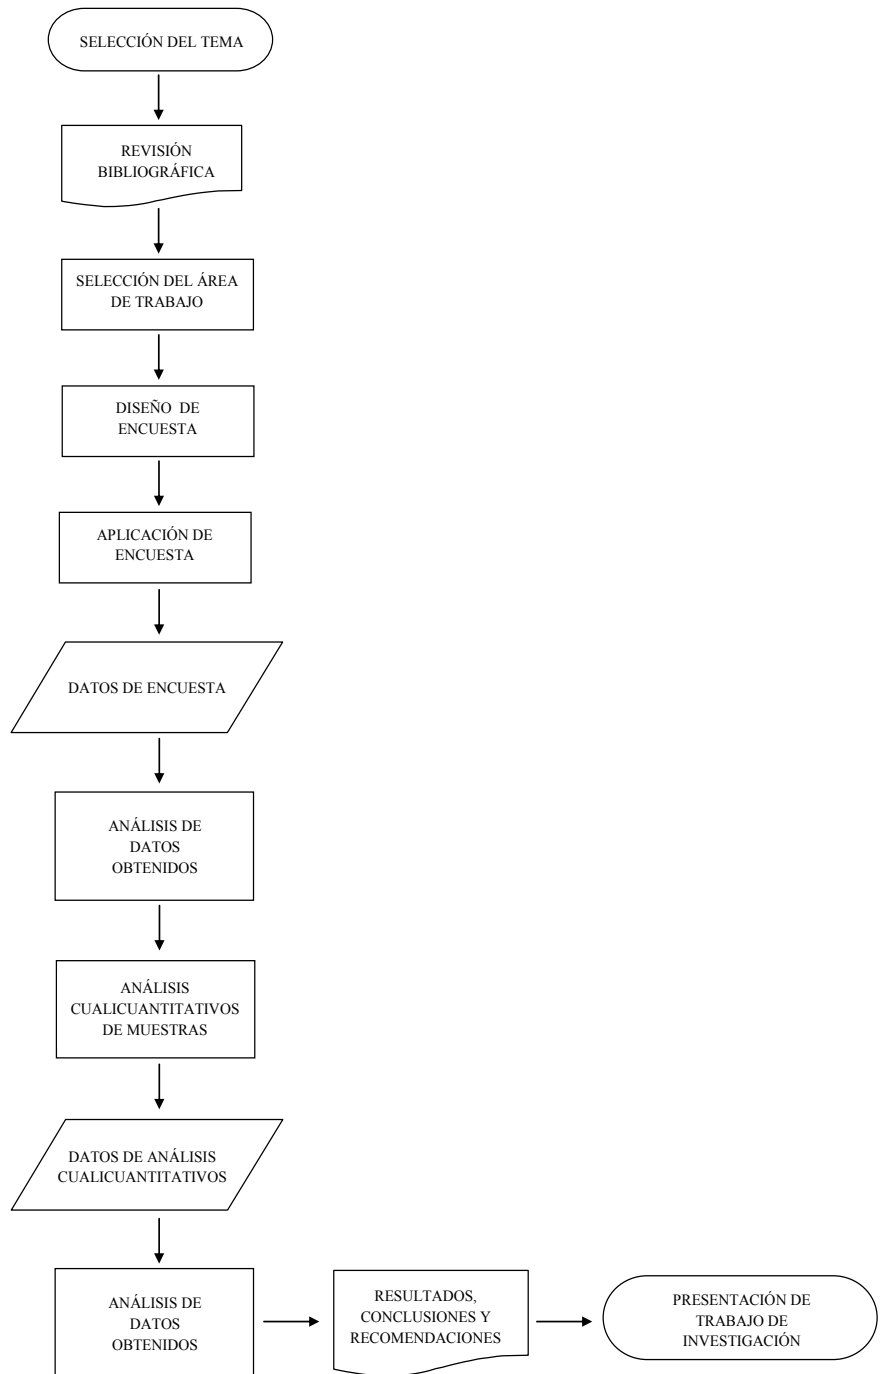 SELECCIÓN DEL TEMA
REVISIÓN
BIBLIOGRÁFICA
SELECCIÓN DEL ÁREA
DE TRABAJO
DISEÑO DE
ENCUESTA
APLICACIÓN DE
ENCUESTA
DATOS DE ENCUESTA
ANÁLISIS DE
DATOS
OBTENIDOS
ANÁLISIS
CUALICUANTITATIVOS
DE MUESTRAS
DATOS DE ANÁLISIS
CUALICUANTITATIVOS
ANÁLISIS DE
DATOS
OBTENIDOS
RESULTADOS,
CONCLUSIONES Y
RECOMENDACIONES
PRESENTACIÓN DE
TRABAJO DE
INVESTIGACIÓN